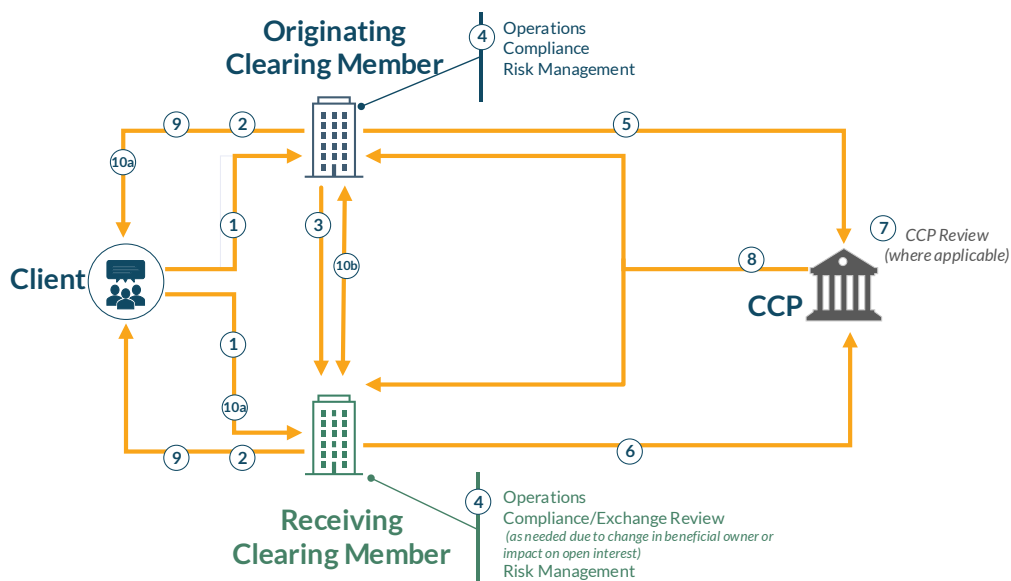 Originating
Clearing Member
4
Operations
Compliance
Risk Management
9
2
5
10a
1
3
7
CCP Review
(where applicable)
10b
8
Client
CCP
1
10a
9
2
6
4
Operations
Compliance/Exchange Review
(as needed due to change in beneficial owner or
impact on open interest)
Risk Management
Receiving
Clearing Member